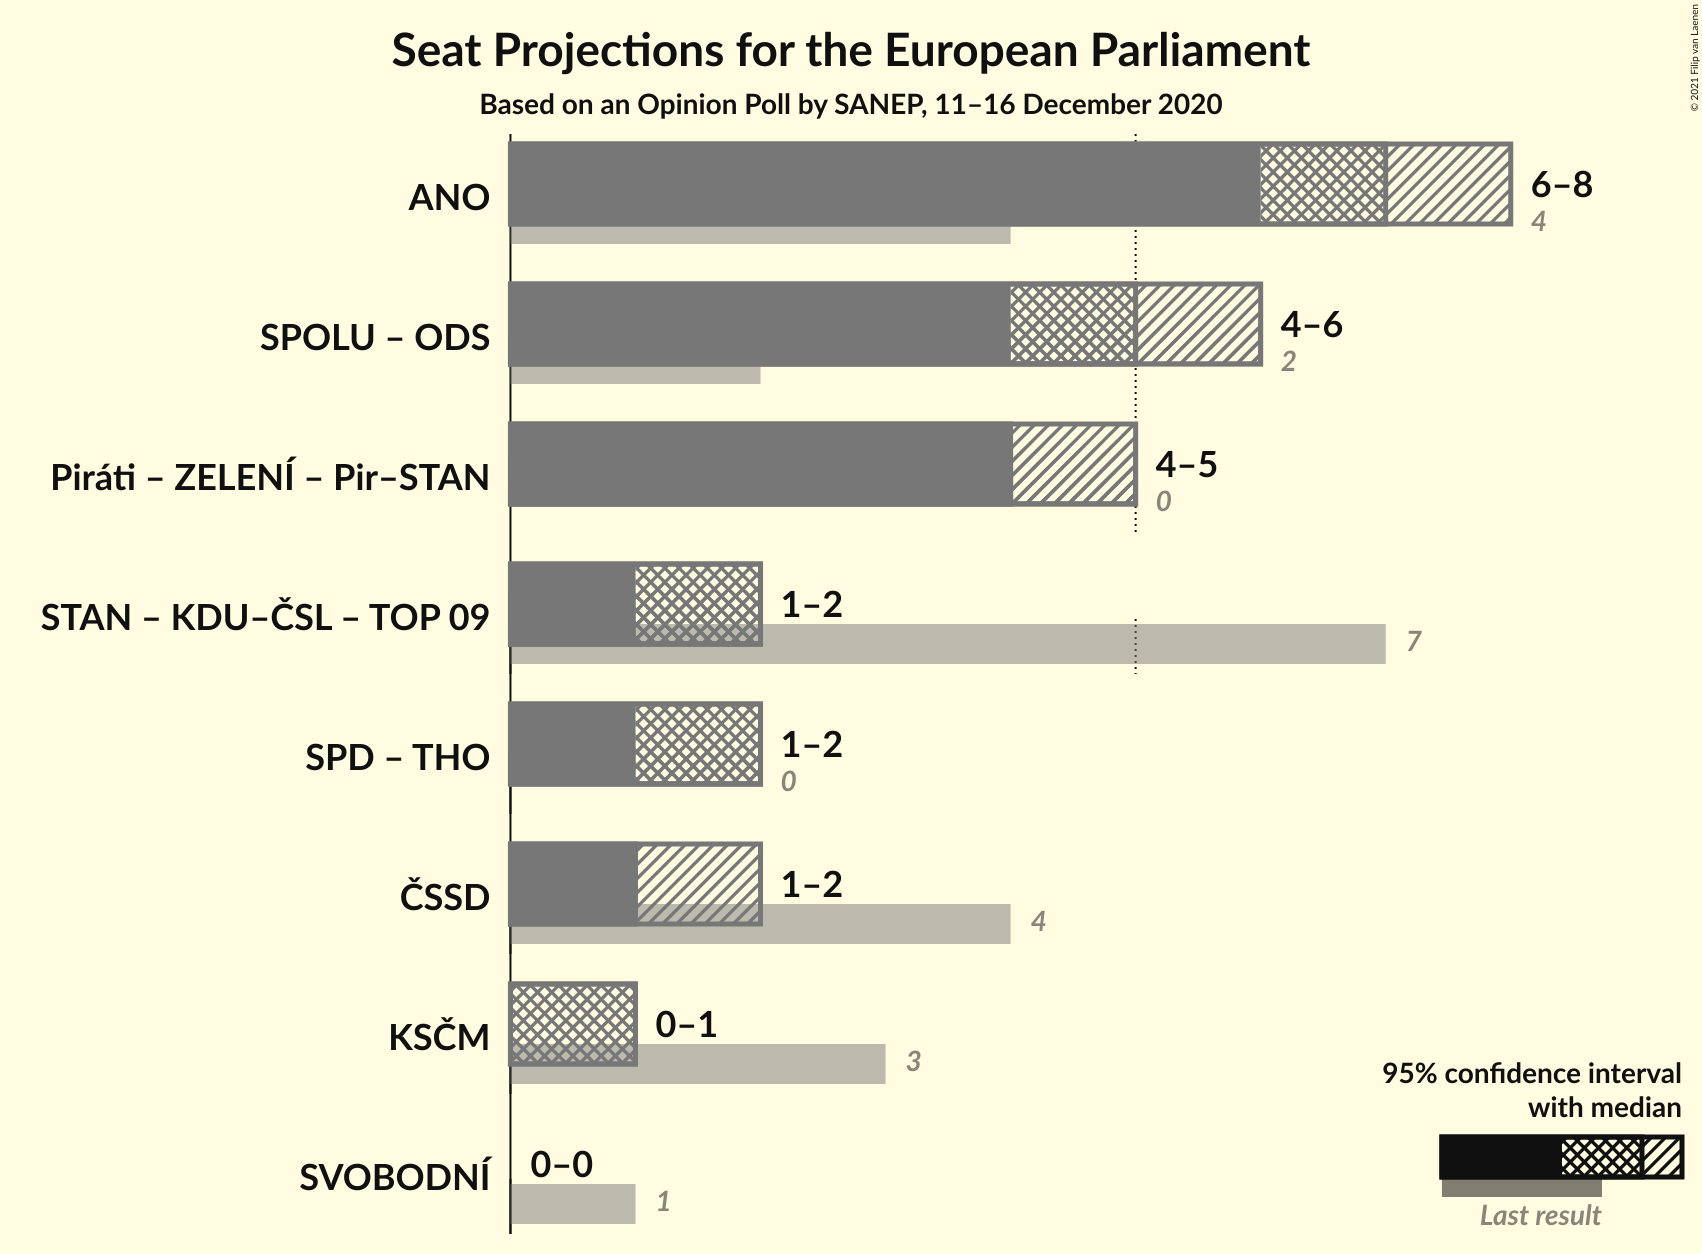 Seat Projections for the European Parliament
Based on an Opinion Poll by SANEP, 11–16 December 2020
© 2021 Filip van Laenen
ANO
6–8
4
SPOLU – ODS
4–6
2
Piráti – ZELENÍ – Pir–STAN
4–5
0
STAN – KDU–ČSL – TOP 09
1–2
7
SPD – THO
1–2
0
ČSSD
1–2
4
KSČM
0–1
3
SVOBODNÍ
0–0
1
95% confidence interval
with median
Last result